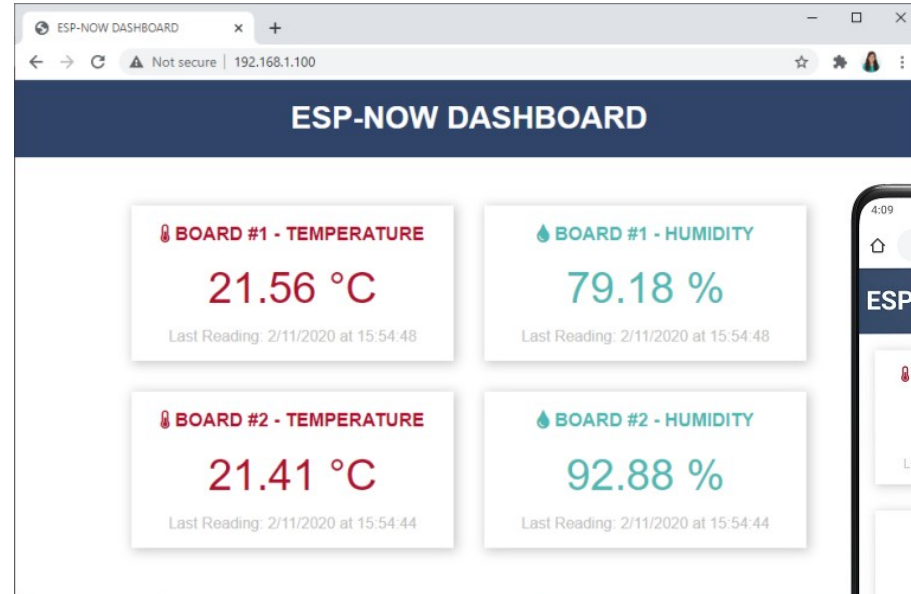 ESP-NOW DASHBOARD
Not secure | 192.168.1.100
ESP-NOW DASHBOARD
BOARD #1 - TEMPERATURE
21.56 °C
Last Reading: 2/11/2020 at 15:54:48
BOARD #1 - HUMIDITY
79.18 %
Last Reading: 2/11/2020 at 15:54:48
BOARD #2 - TEMPERATURE
21.41 °C
Last Reading: 2/11/2020 at 15:54:44
BOARD #2 - HUMIDITY
92.88 %
Last Reading: 2/11/2020 at 15:54:44
4:09
ESP
L